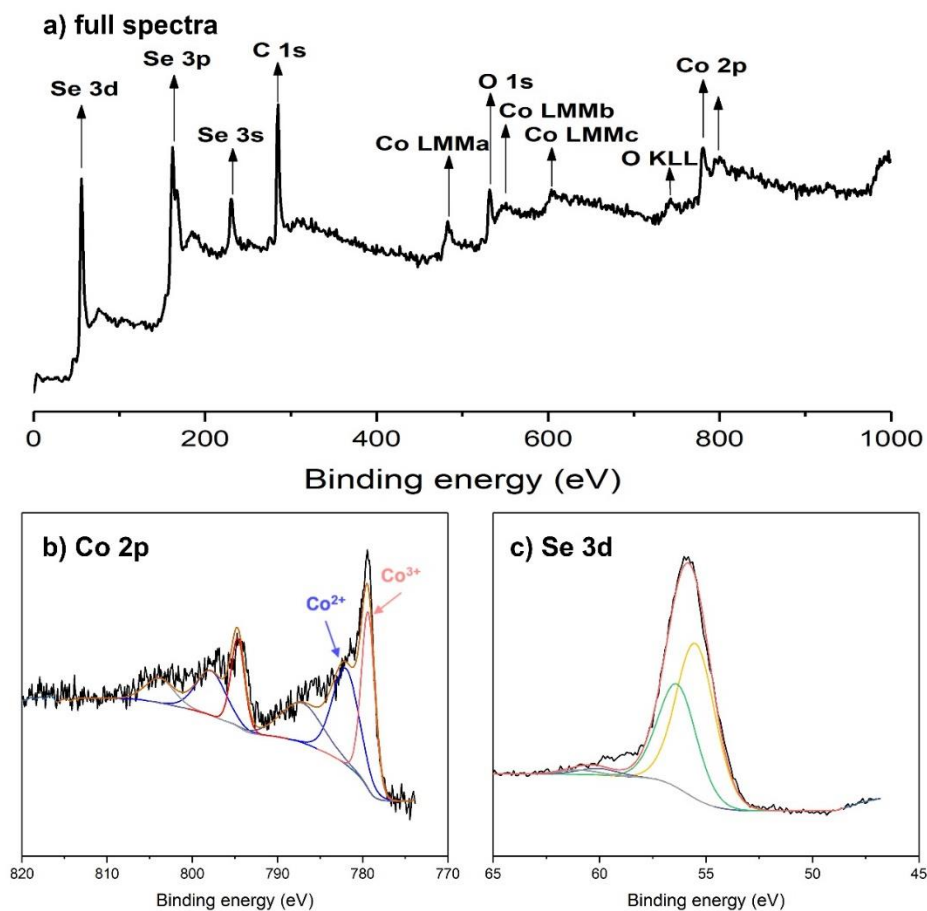 a) full spectra
Se 3d
Se 3p
Se 3s
C 1s
Co LMMa
O 1s
Co LMMb
Co LMMc
O KLL
Co 2p
0 200 400 600 800 1000
Binding energy (eV)
b) Co 2p
Co²⁺
Co³⁺
820 810 800 790 780 770
Binding energy (eV)
c) Se 3d
65 60 55 50 45
Binding energy (eV)